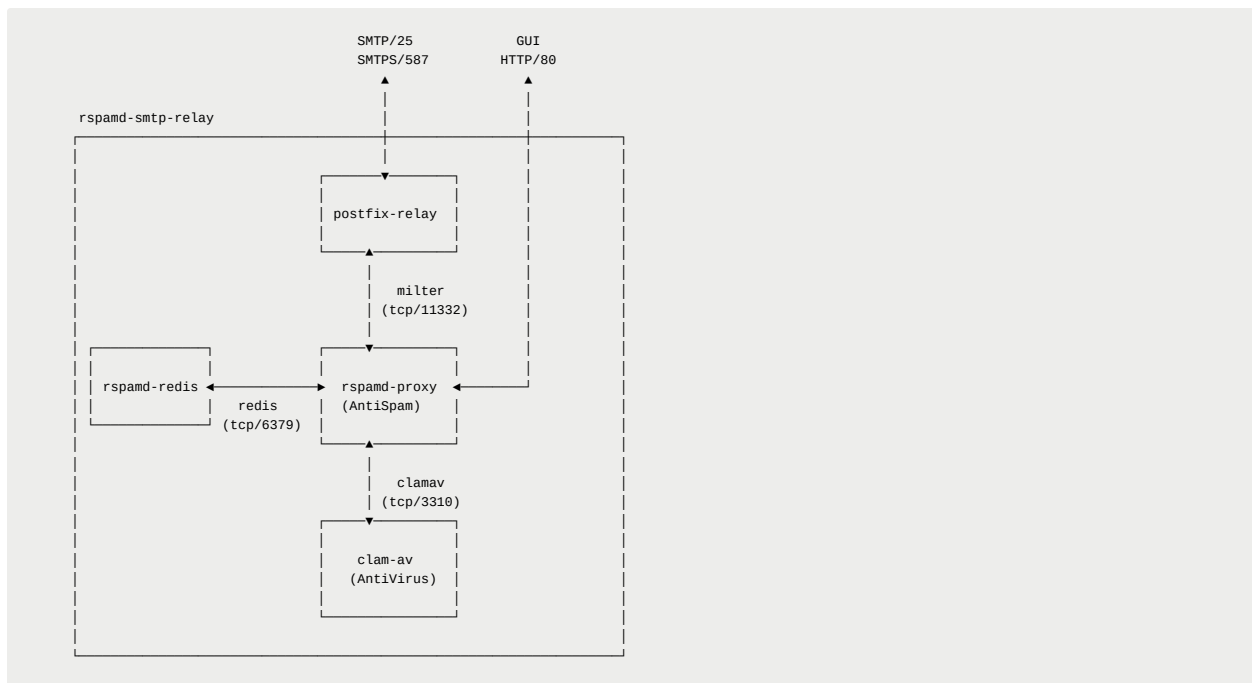 SMTP/25
SMTPS/587
GUI
HTTP/80
rspamd-smtp-relay
postfix-relay
milter
(tcp/11332)
rspamd-redis
rspamd-proxy
(AntiSpam)
redis
(tcp/6379)
clamav
(tcp/3310)
clam-av
(AntiVirus)